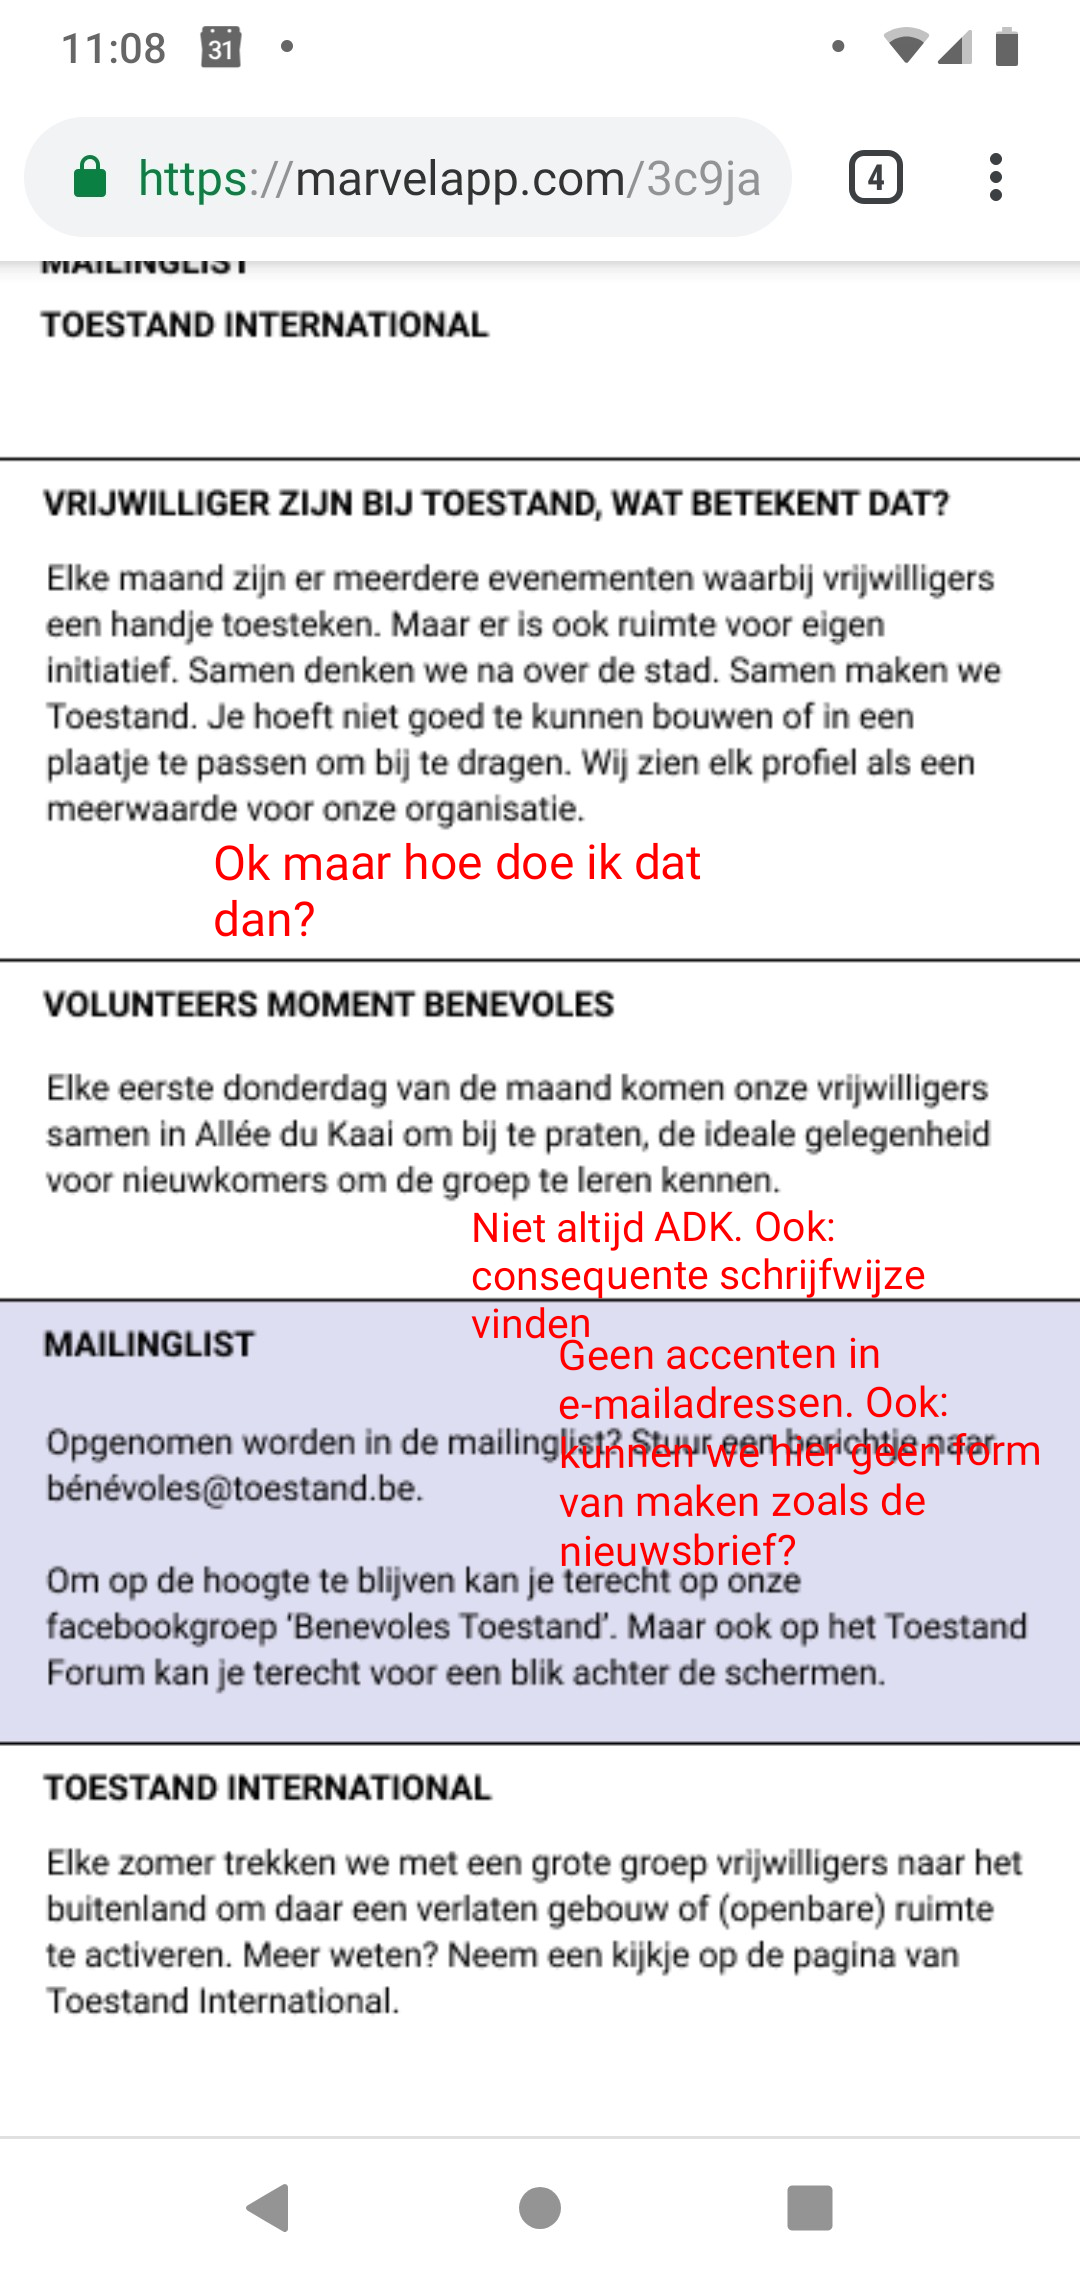 11:08
31
https://marvelapp.com/3c9ja
4
MAILINGLIST
TOESTAND INTERNATIONAL
VRIJWILLIGER ZIJN BIJ TOESTAND, WAT BETEKENT DAT?
Elke maand zijn er meerdere evenementen waarbij vrijwilligers
een handje toesteken. Maar er is ook ruimte voor eigen
initiatief. Samen denken we na over de stad. Samen maken we
Toestand. Je hoeft niet goed te kunnen bouwen of in een
plaatje te passen om bij te dragen. Wij zien elk profiel als een
meerwaarde voor onze organisatie.
Ok maar hoe doe ik dat
dan?
VOLUNTEERS MOMENT BENEVOLES
Elke eerste donderdag van de maand komen onze vrijwilligers
samen in Allée du Kaai om bij te praten, de ideale gelegenheid
voor nieuwkomers om de groep te leren kennen.
Niet altijd ADK. Ook:
consequente schrijfwijze
vinden
MAILINGLIST
Geen accenten in
e-mailadressen. Ook:
kunnen we hier geen form
van maken zoals de
nieuwsbrief?
Opgenomen worden in de mailinglist? Stuur een berichtje naar
bénévoles@toestand.be.
Om op de hoogte te blijven kan je terecht op onze
facebookgroep ‘Benevoles Toestand’. Maar ook op het Toestand
Forum kan je terecht voor een blik achter de schermen.
TOESTAND INTERNATIONAL
Elke zomer trekken we met een grote groep vrijwilligers naar het
buitenland om daar een verlaten gebouw of (openbare) ruimte
te activeren. Meer weten? Neem een kijkje op de pagina van
Toestand International.